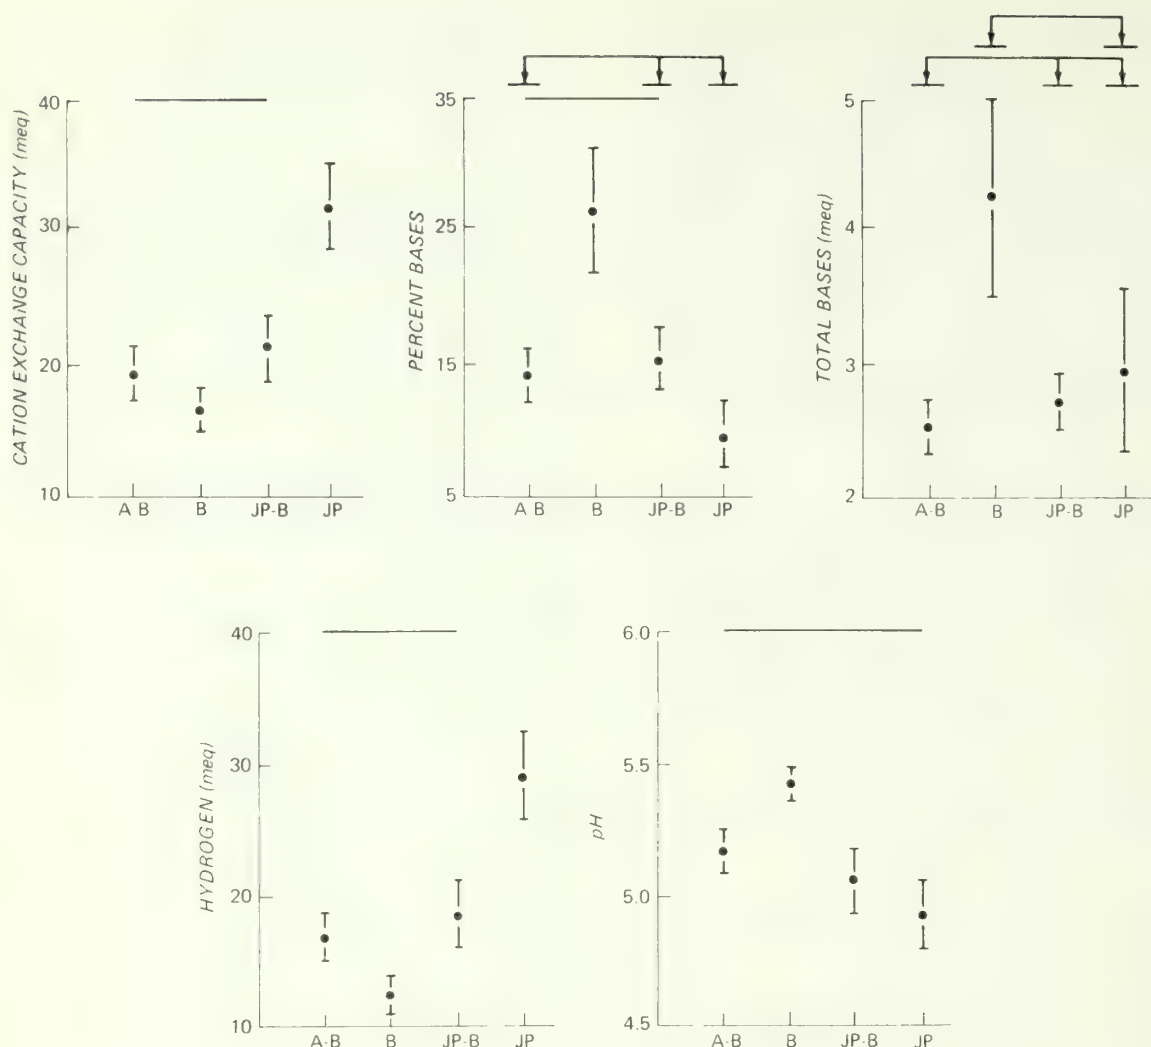 CATION EXCHANGE CAPACITY (meq)
40
30
20
10
A B B JP-B JP
PERCENT BASES
35
25
15
5
A B B JP-B JP
TOTAL BASES (meq)
5
4
3
2
A-B B JP-B JP
HYDROGEN (meq)
40
30
20
10
A-B B JP-B JP
pH
6.0
5.5
5.0
4.5
A-B B JP-B JP